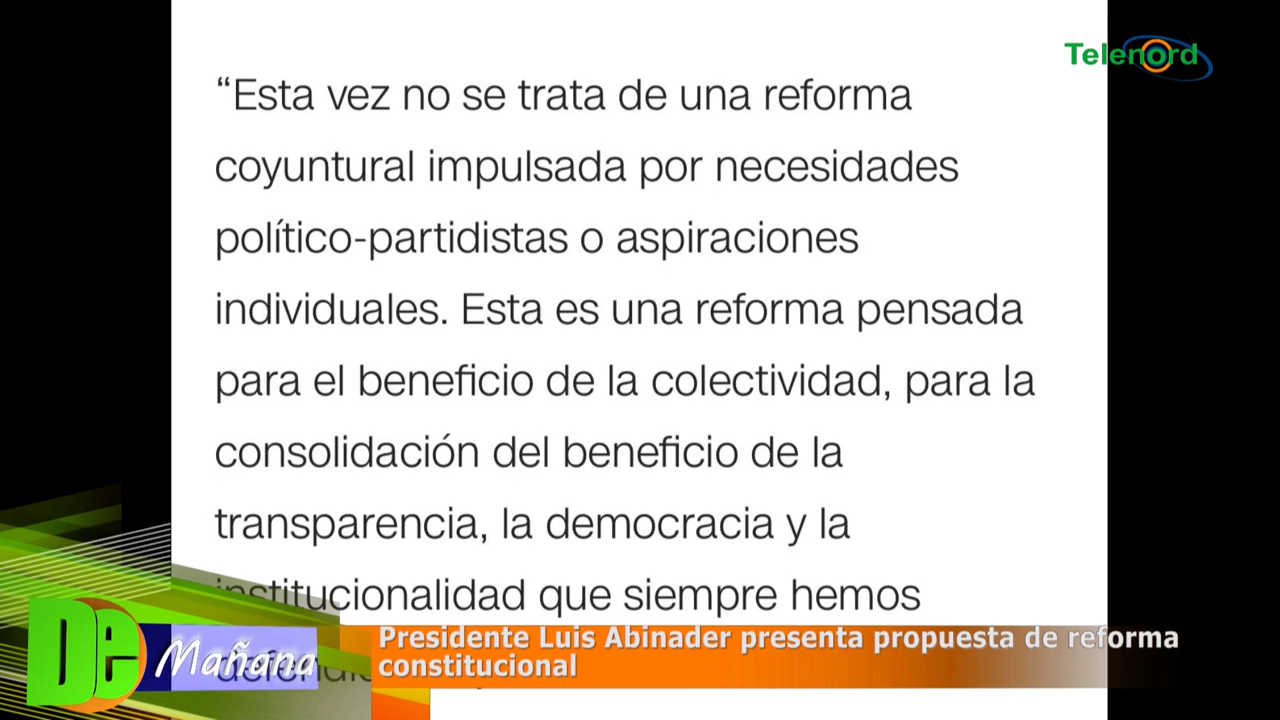 Telenord
“Esta vez no se trata de una reforma
coyuntural impulsada por necesidades
político-partidistas o aspiraciones
individuales. Esta es una reforma pensada
para el beneficio de la colectividad, para la
consolidación del beneficio de la
transparencia, la democracia y la
institucionalidad que siempre hemos
De Mañana
Presidente Luis Abinader presenta propuesta de reforma
constitucional